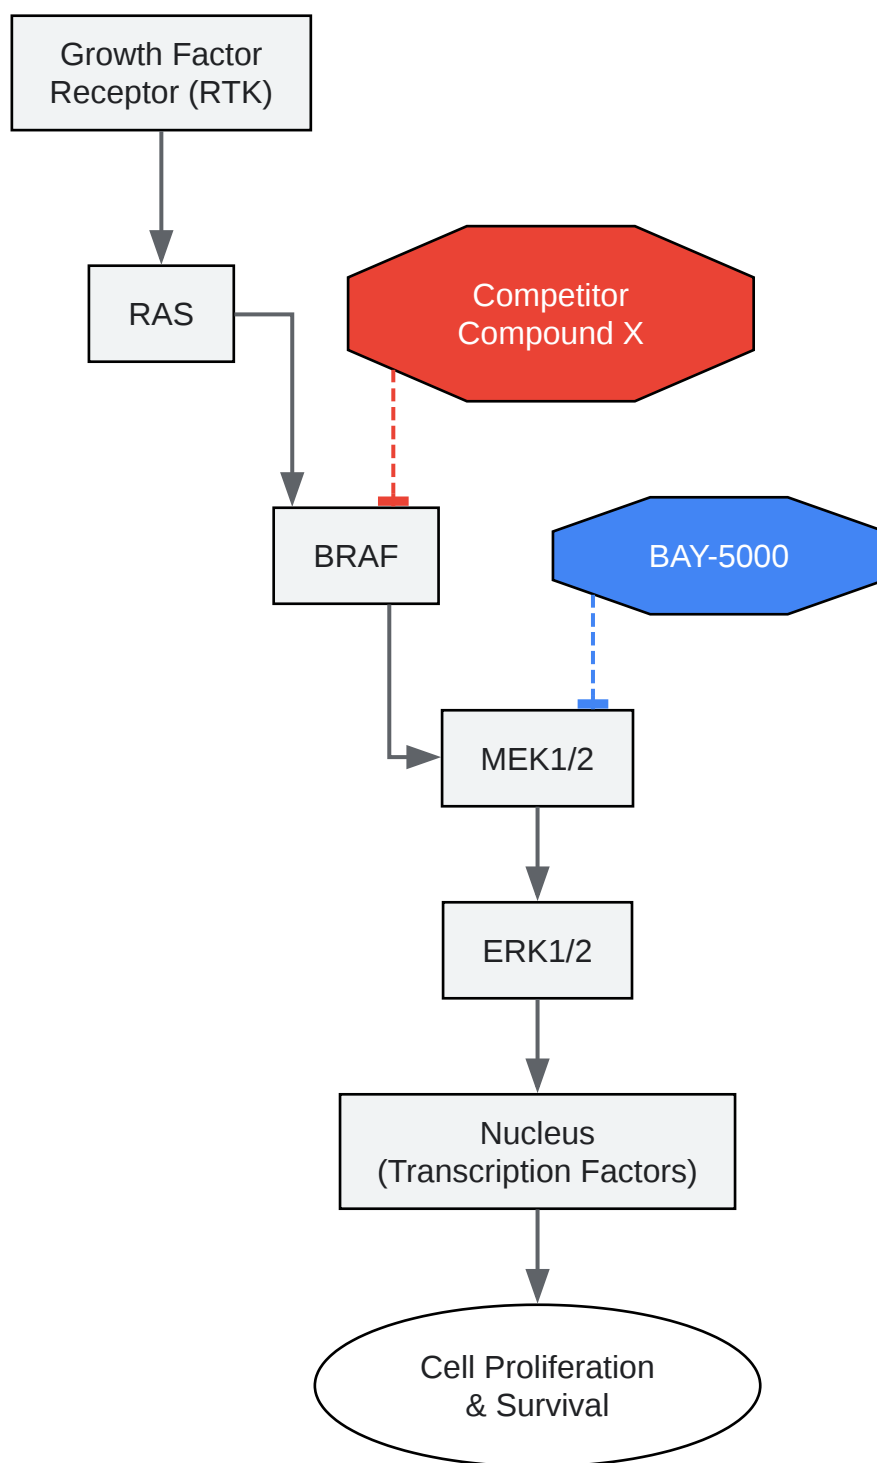 Growth Factor
Receptor (RTK)
RAS
Competitor
Compound X
BRAF
BAY-5000
MEK1/2
ERK1/2
Nucleus
(Transcription Factors)
Cell Proliferation
& Survival